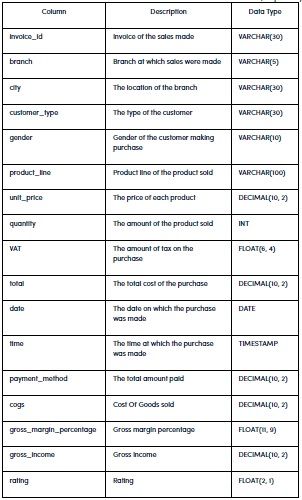 Column Description Data Type
invoice_id Invoice of the sales made VARCHAR(30)
branch Branch at which sales were made VARCHAR(5)
city The location of the branch VARCHAR(30)
customer_type The type of the customer VARCHAR(30)
gender Gender of the customer making VARCHAR(10)
purchase
product_line Product line of the product sold VARCHAR(100)
unit_price The price of each product DECIMAL(10, 2)
quantity The amount of the product sold INT
VAT The amount of tax on the FLOAT(6, 4)
purchase
total The total cost of the purchase DECIMAL(10, 2)
date The date on which the purchase DATE
was made
time The time at which the purchase TIMESTAMP
was made
payment_method The total amount paid DECIMAL(10, 2)
cogs Cost Of Goods sold DECIMAL(10, 2)
gross_margin_percentage Gross margin percentage FLOAT(11, 9)
gross_income Gross Income DECIMAL(10, 2)
rating Rating FLOAT(2, 1)